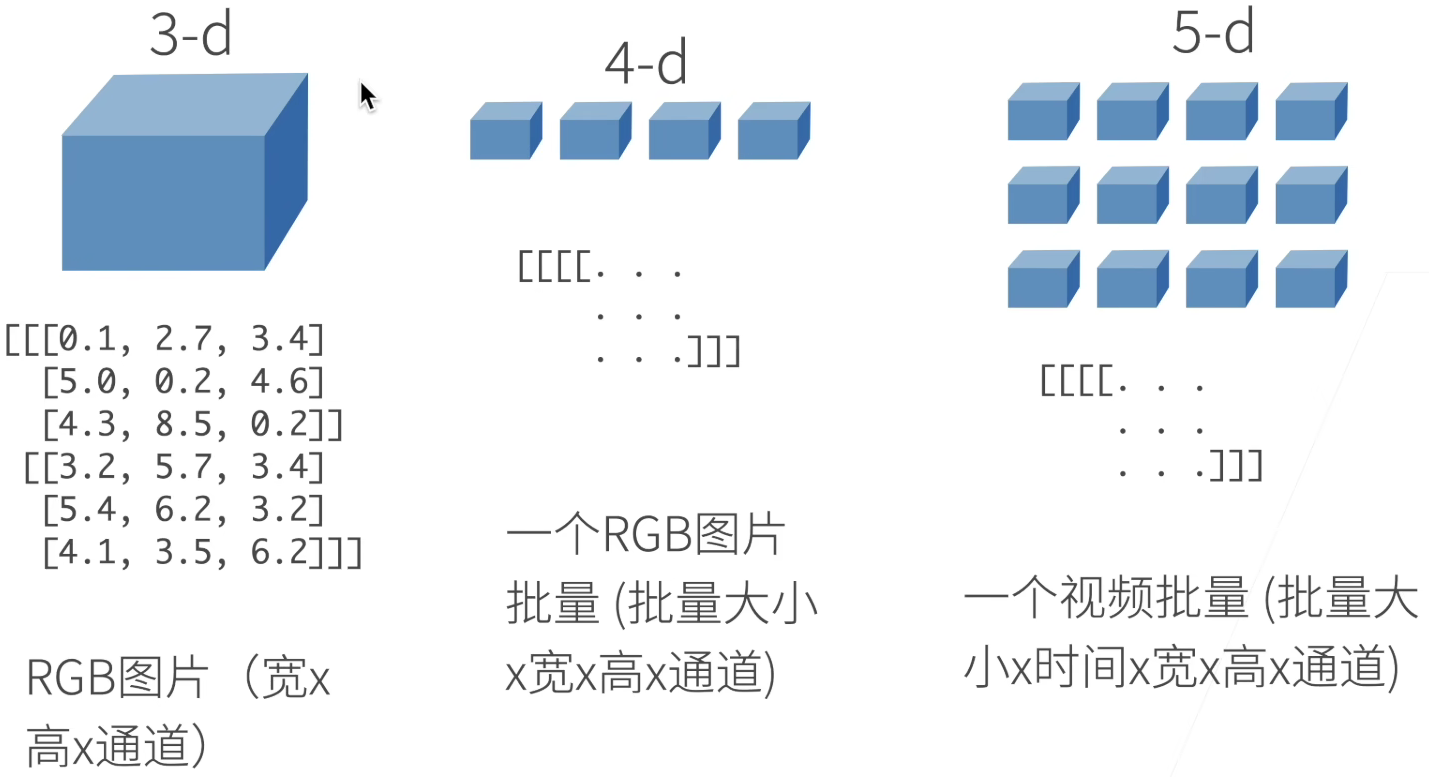 3-d
[[[0.1, 2.7, 3.4]
[5.0, 0.2, 4.6]
[4.3, 8.5, 0.2]]
[[3.2, 5.7, 3.4]
[5.4, 6.2, 3.2]
[4.1, 3.5, 6.2]]]
RGB图片（宽x
高x通道）
4-d
[[[[. . .
. . .
. . .]]]
一个RGB图片
批量 (批量大小
x宽x高x通道)
5-d
[[[[. . .
. . .
. . .]]]
一个视频批量 (批量大
小x时间x宽x高x通道)